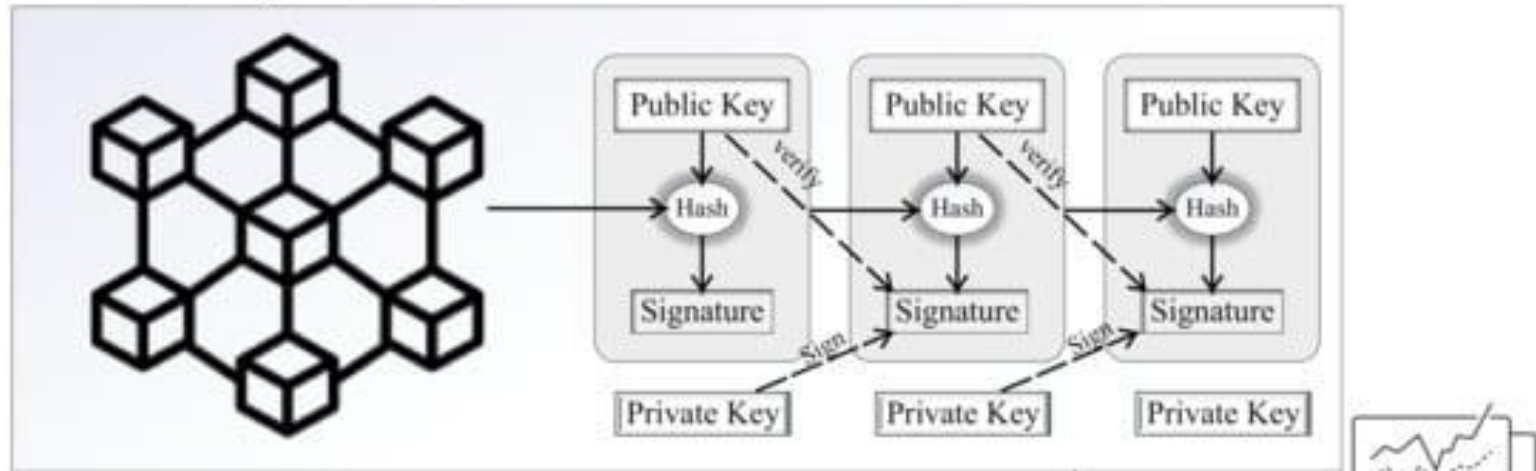 Public Key Public Key Public Key
verify verify
Hash Hash Hash
Signature Signature Signature
Sign Sign
Private Key Private Key Private Key